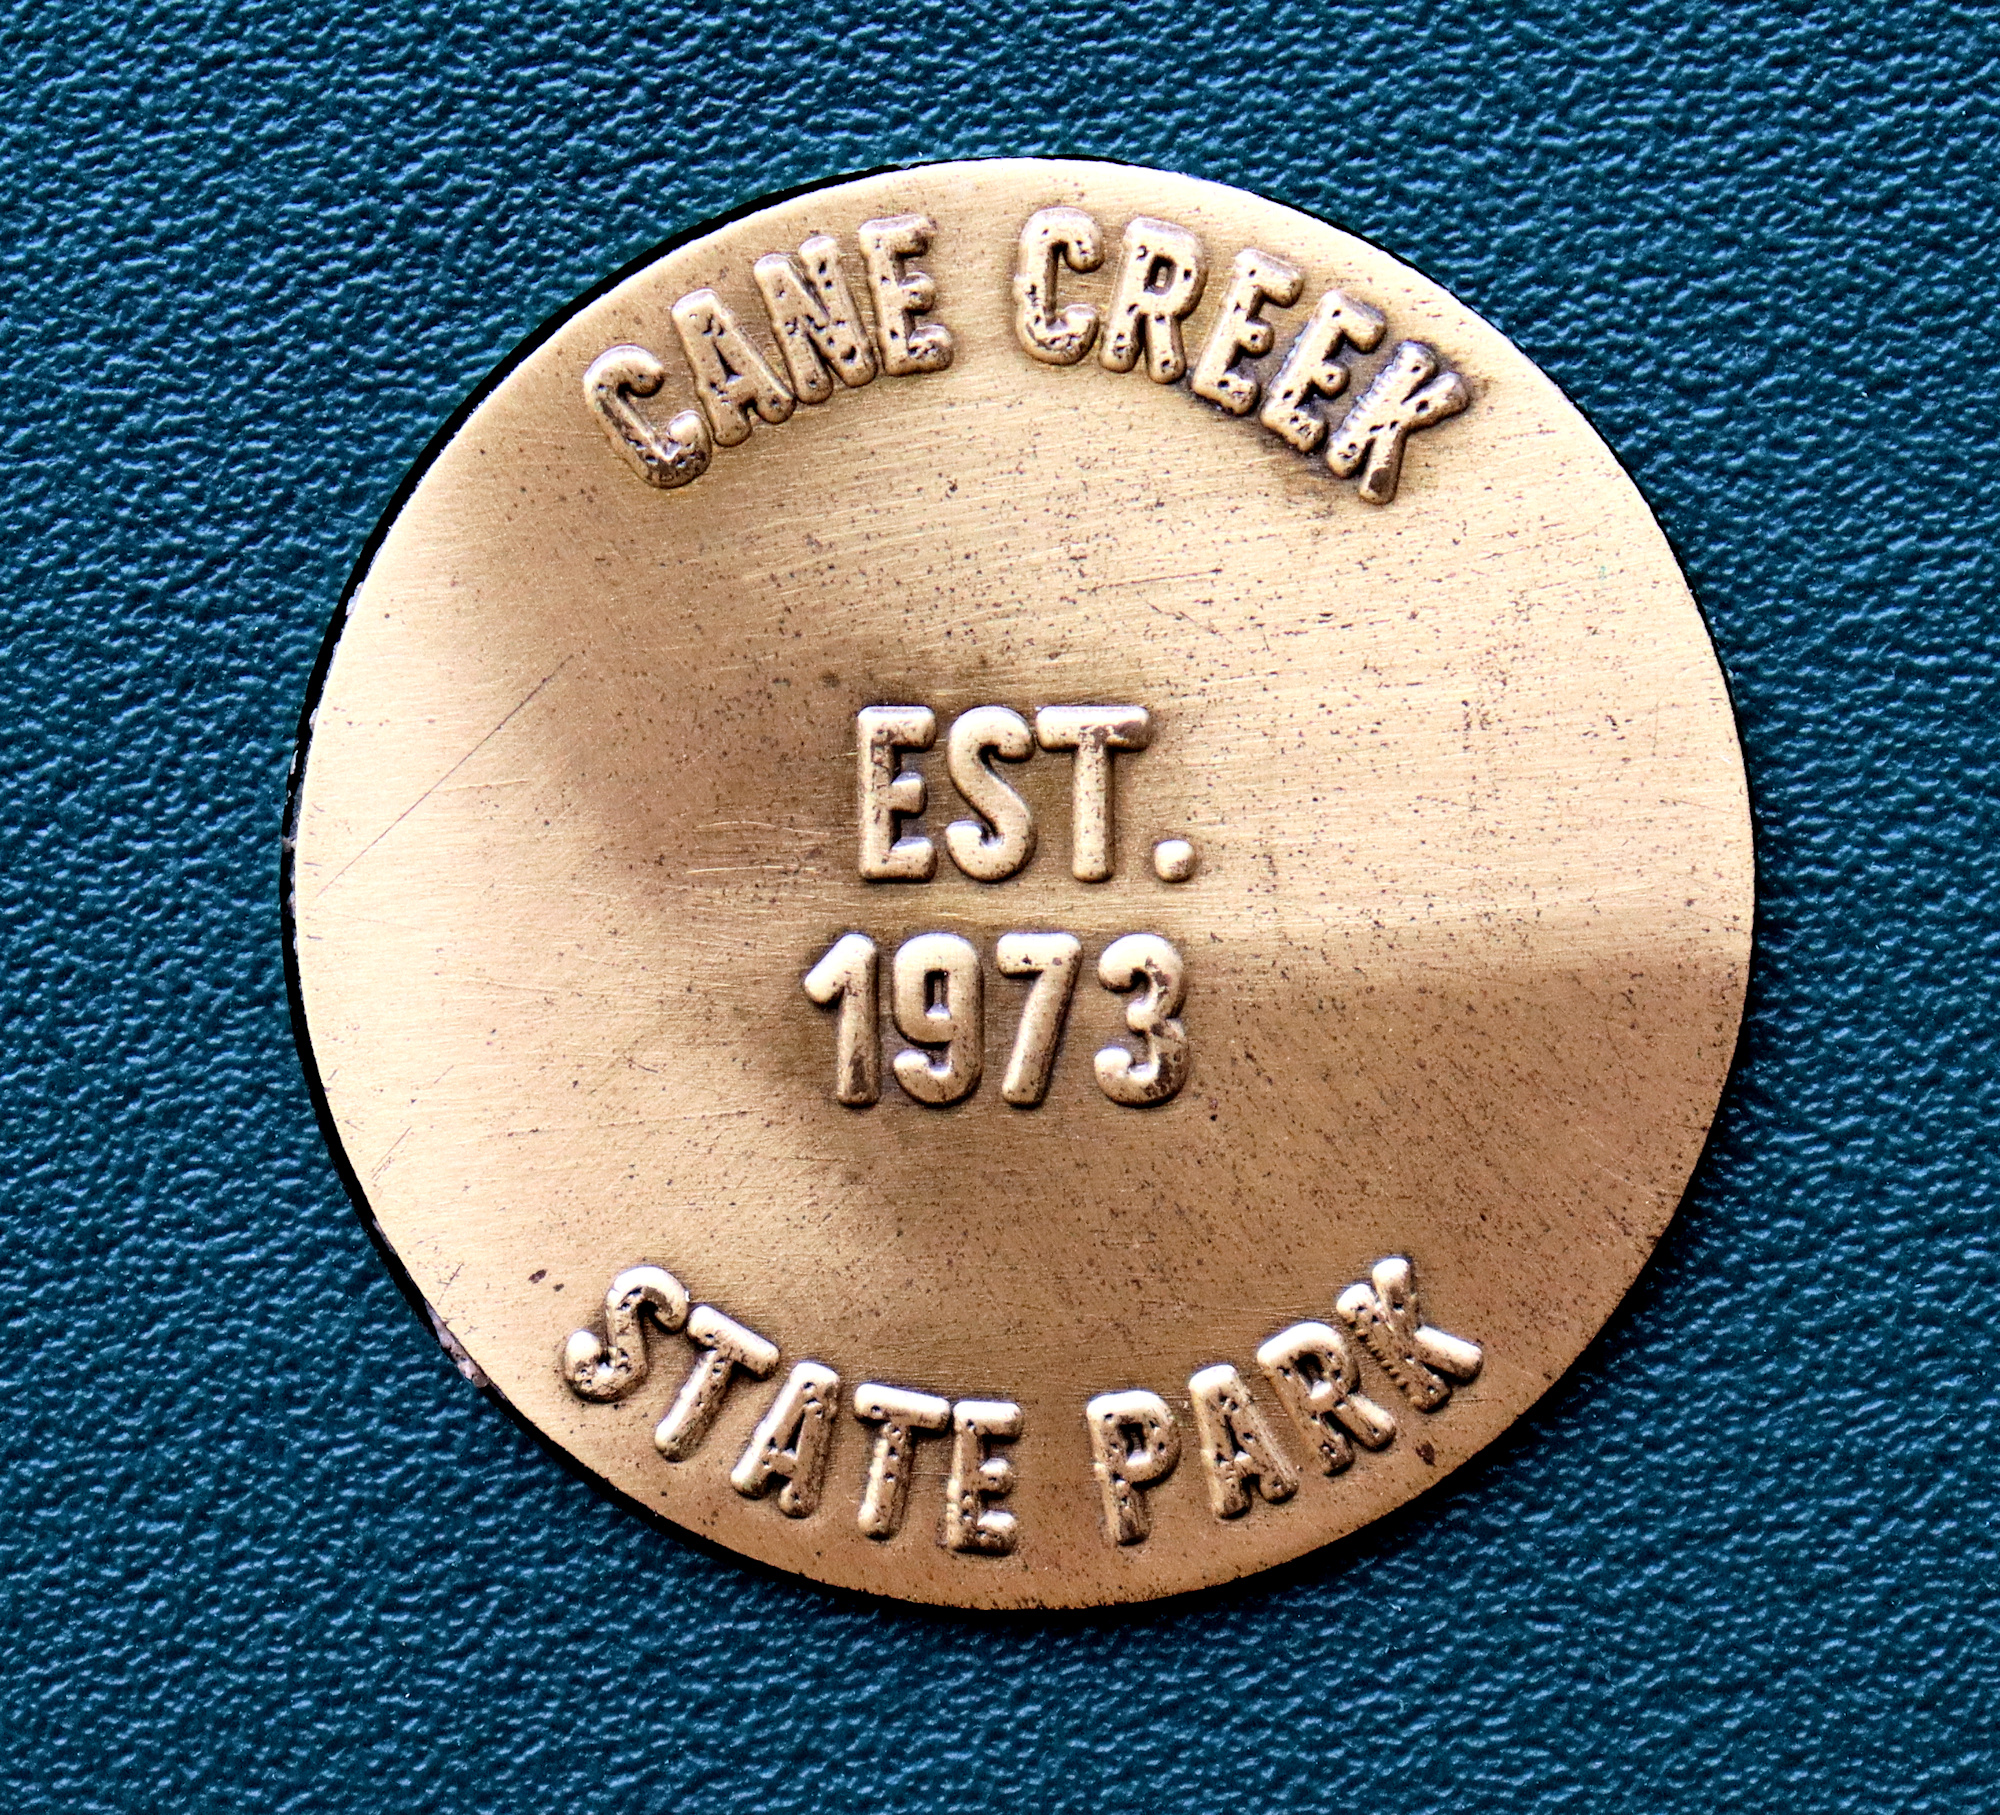 CANE CREEK
EST.
1973
STATE PARK